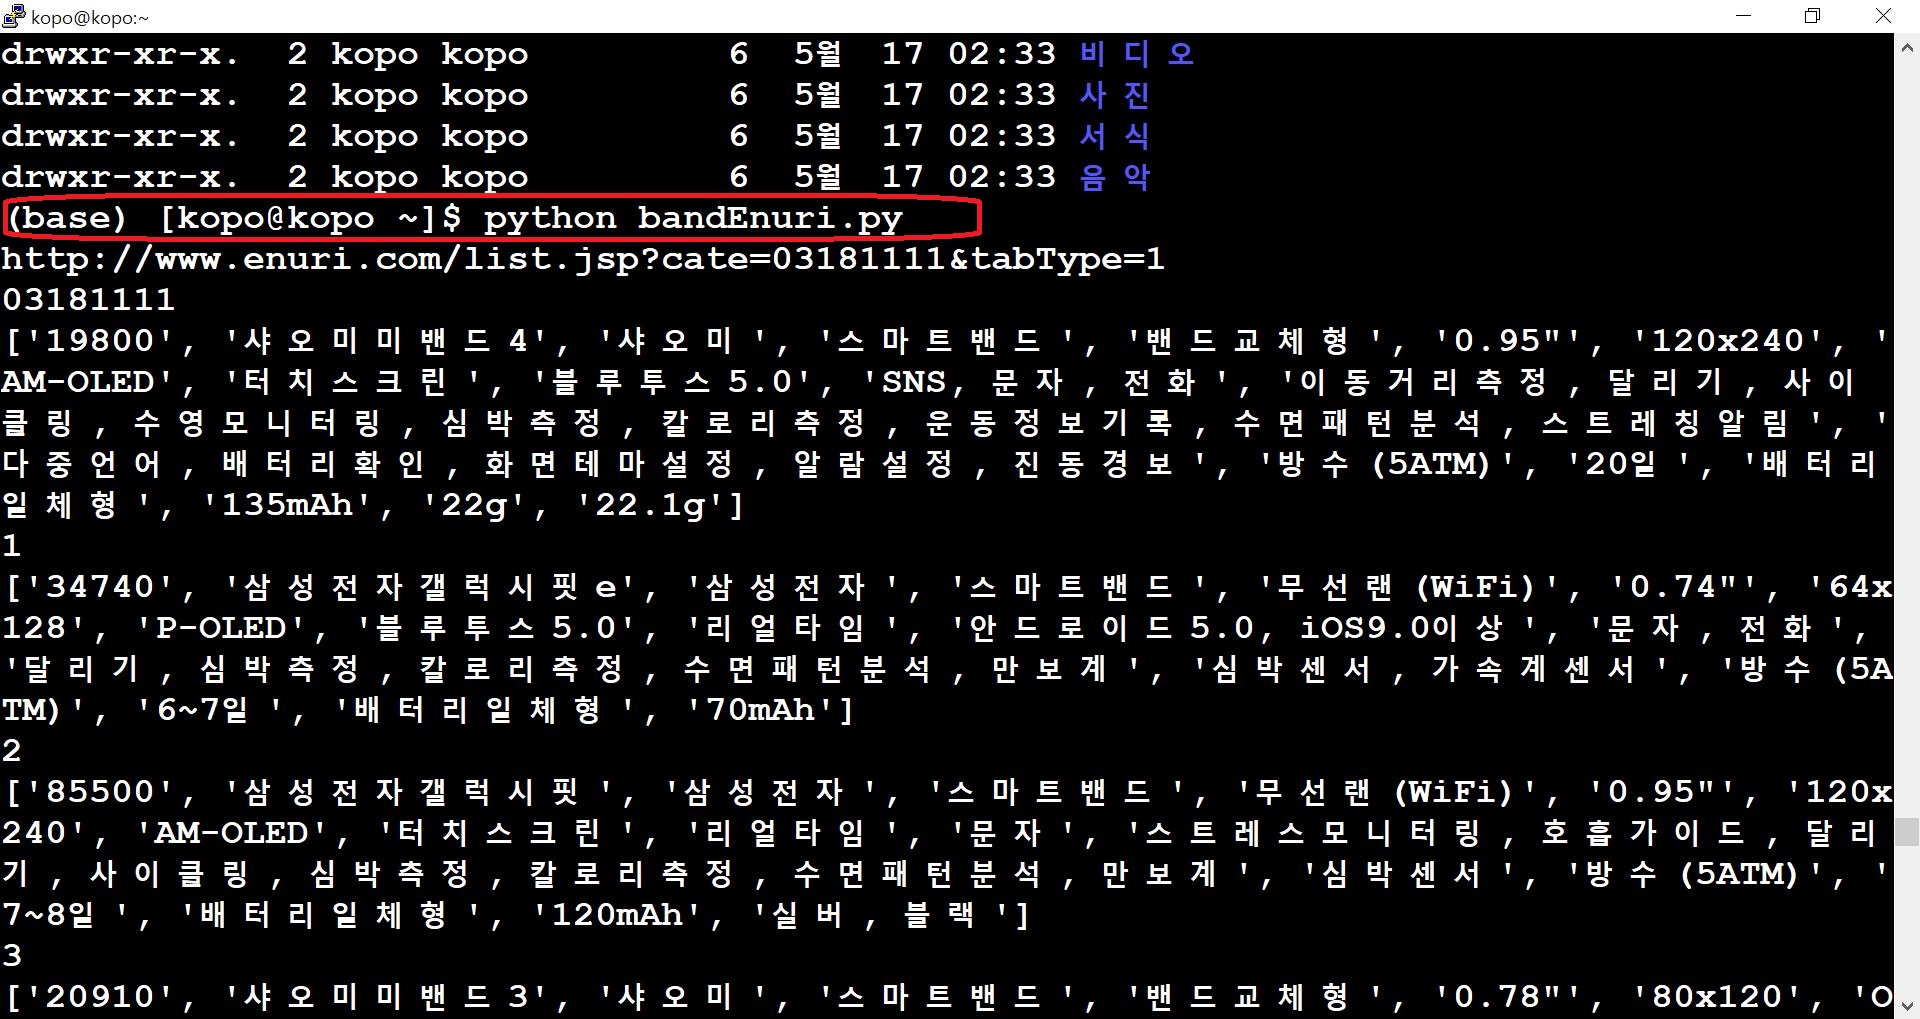 kopo@kopo:~
drwxr-xr-x. 2 kopo kopo 6 5월 17 02:33 비디오
drwxr-xr-x. 2 kopo kopo 6 5월 17 02:33 사진
drwxr-xr-x. 2 kopo kopo 6 5월 17 02:33 서식
drwxr-xr-x. 2 kopo kopo 6 5월 17 02:33 음악
(base) [kopo@kopo ~]$ python bandEnuri.py
http://www.enuri.com/list.jsp?cate=03181111&tabType=1
03181111
['19800', '샤오미미밴드4', '샤오미', '스마트밴드', '밴드교체형', '0.95"', '120x240', '
AM-OLED', '터치스크린', '블루투스5.0', 'SNS, 문자, 전화', '이동거리측정, 달리기, 사이
클링, 수영모니터링, 심박측정, 칼로리측정, 운동정보기록, 수면패턴분석, 스트레칭알림', '
다중언어, 배터리확인, 화면테마설정, 알람설정, 진동경보', '방수(5ATM)', '20일', '배터리
일체형', '135mAh', '22g', '22.1g']
1
['34740', '삼성전자갤럭시핏e', '삼성전자', '스마트밴드', '무선랜(WiFi)', '0.74"', '64x
128', 'P-OLED', '블루투스5.0', '리얼타임', '안드로이드5.0, iOS9.0이상', '문자, 전화',
'달리기, 심박측정, 칼로리측정, 수면패턴분석, 만보계', '심박센서, 가속계센서', '방수(5A
TM)', '6~7일', '배터리일체형', '70mAh']
2
['85500', '삼성전자갤럭시핏', '삼성전자', '스마트밴드', '무선랜(WiFi)', '0.95"', '120x
240', 'AM-OLED', '터치스크린', '리얼타임', '문자', '스트레스모니터링, 호흡가이드, 달리
기, 사이클링, 심박측정, 칼로리측정, 수면패턴분석, 만보계', '심박센서', '방수(5ATM)', '
7~8일', '배터리일체형', '120mAh', '실버, 블랙']
3
['20910', '샤오미미밴드3', '샤오미', '스마트밴드', '밴드교체형', '0.78"', '80x120', 'O